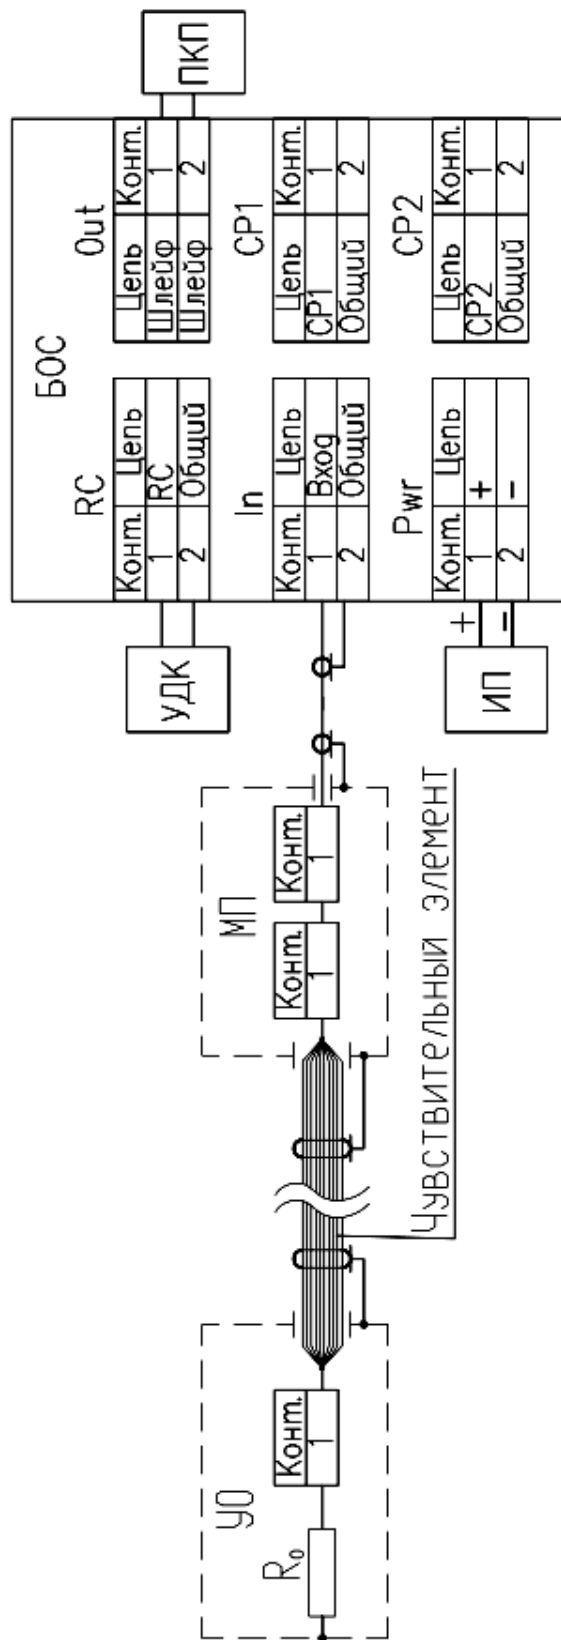 ПКП
БОС
Out
Цепь Конт.
Шлейф 1
Шлейф 2
CP1
Цепь Конт.
CP1 1
Общий 2
CP2
Цепь Конт.
CP2 1
Общий 2
RC
Конт. Цепь
1 RC
2 Общий
In
Конт. Цепь
1 Вход
2 Общий
Pwr
Конт. Цепь
1 +
2 -
УДК
+
-
ИП
МП
Конт.
1
Конт.
1
Чувствительный элемент
УО
Конт.
1
R₀